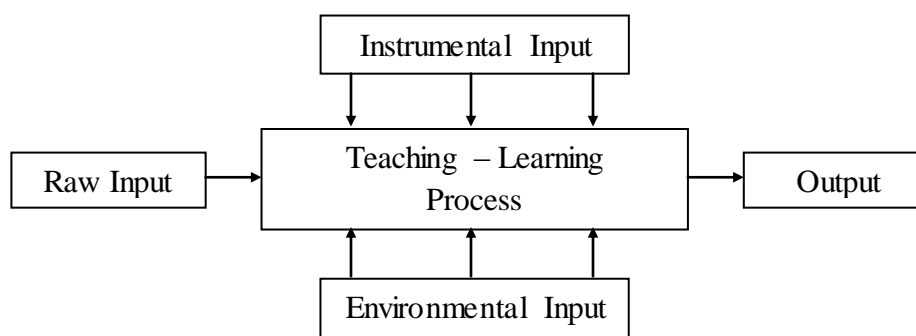 Instrumental Input
Teaching – Learning
Process
Raw Input
Output
Environmental Input